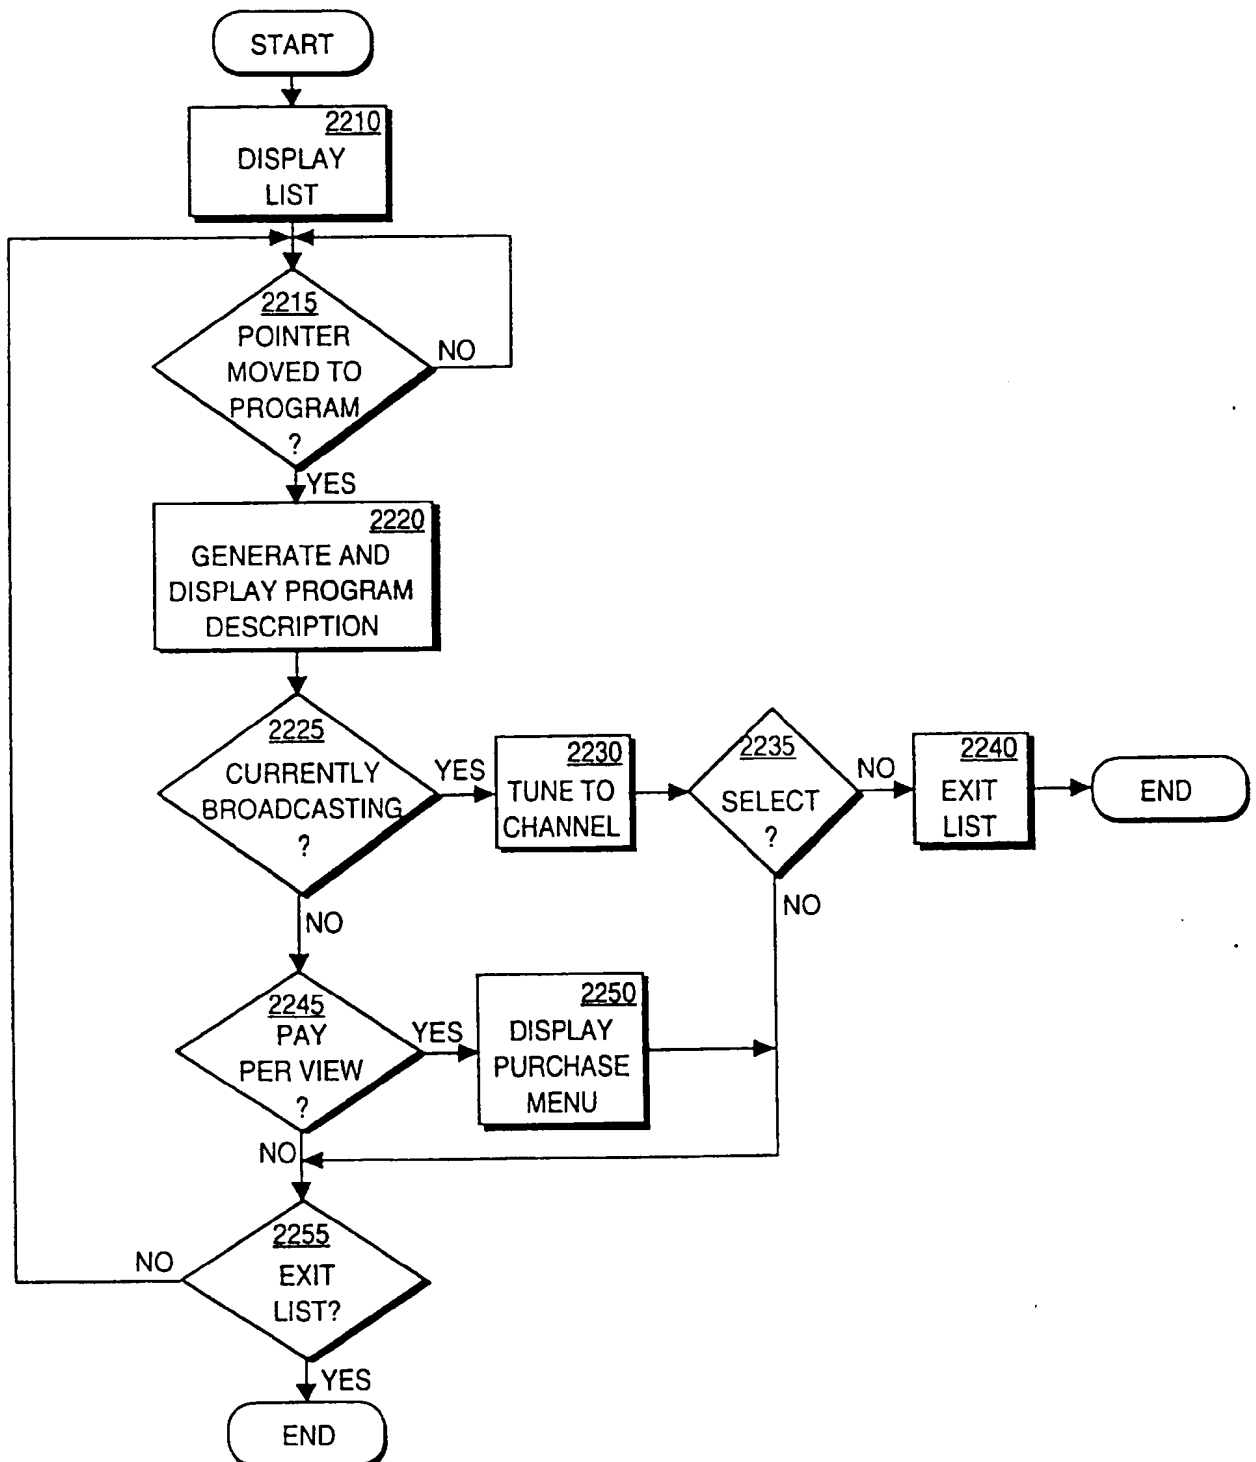 START
2210
DISPLAY
LIST
2215
POINTER
MOVED TO
PROGRAM
?
NO
YES
2220
GENERATE AND
DISPLAY PROGRAM
DESCRIPTION
2225
CURRENTLY
BROADCASTING
?
YES
2230
TUNE TO
CHANNEL
2235
SELECT
?
NO
2240
EXIT
LIST
END
NO
NO
2245
PAY
PER VIEW
?
YES
2250
DISPLAY
PURCHASE
MENU
NO
2255
EXIT
LIST?
NO
YES
END